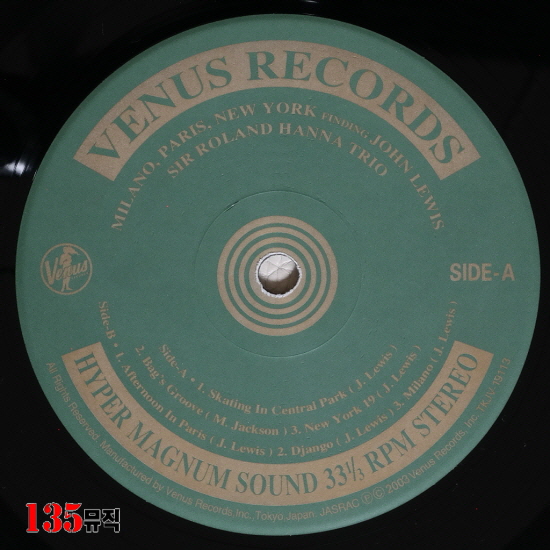 VENUS RECORDS
MILANO, PARIS, NEW YORK FINDING JOHN LEWIS
SIR ROLAND HANNA TRIO
Venus
SIDE-A
Side-A • 1. Skating In Central Park ( J. Lewis )
2. Bag's Groove ( M. Jackson ) 3. New York 19 ( J. Lewis )
Side-B • 1. Afternoon In Paris ( J. Lewis ) 2. Django ( J. Lewis ) 3. Milano ( J. Lewis )
HYPER MAGNUM SOUND 33⅓ RPM STEREO
All Rights Reserved. Manufactured by Venus Records,Inc. Tokyo Japan. JASRAC Ⓟ © 2003 Venus Records, Inc.
135뮤직